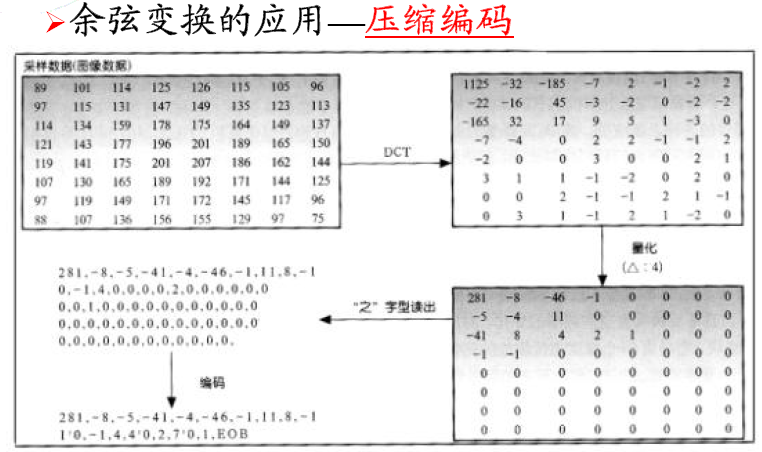 ➢余弦变换的应用—压缩编码
采样数据(图像数据)
89 101 114 125 126 115 105 96
97 115 131 147 149 135 123 113
114 134 159 178 175 164 149 137
121 143 177 196 201 189 165 150
119 141 175 201 207 186 162 144
107 130 165 189 192 171 144 125
97 119 149 171 172 145 117 96
88 107 136 156 155 129 97 75
DCT
1125 -32 -185 -7 2 -1 -2 2
-22 -16 45 -3 -2 0 -2 -2
-165 32 17 9 5 1 -3 0
-7 -4 0 2 2 -1 -1 2
-2 0 0 3 0 0 2 1
3 1 1 -1 -2 0 2 0
0 0 2 -1 -1 2 1 -1
0 3 1 -1 2 1 -2 0
量化
(△:4)
281 -8 -46 -1 0 0 0 0
-5 -4 11 0 0 0 0 0
-41 8 4 2 1 0 0 0
-1 -1 0 0 0 0 0 0
0 0 0 0 0 0 0 0
0 0 0 0 0 0 0 0
0 0 0 0 0 0 0 0
0 0 0 0 0 0 0 0
"之"字型读出
281,-8,-5,-41,-4,-46,-1,11,8,-1
0,-1,4,0,0,0,0,2,0,0,0,0,0,0
0,0,1,0,0,0,0,0,0,0,0,0,0,0
0,0,0,0,0,0,0,0,0,0,0,0,0,0
0,0,0,0,0,0,0,0,0,0,0,0,
编码
281,-8,-5,-41,-4,-46,-1,11,8,-1
1'0,-1,4,4'0,2,7'0,1,EOB